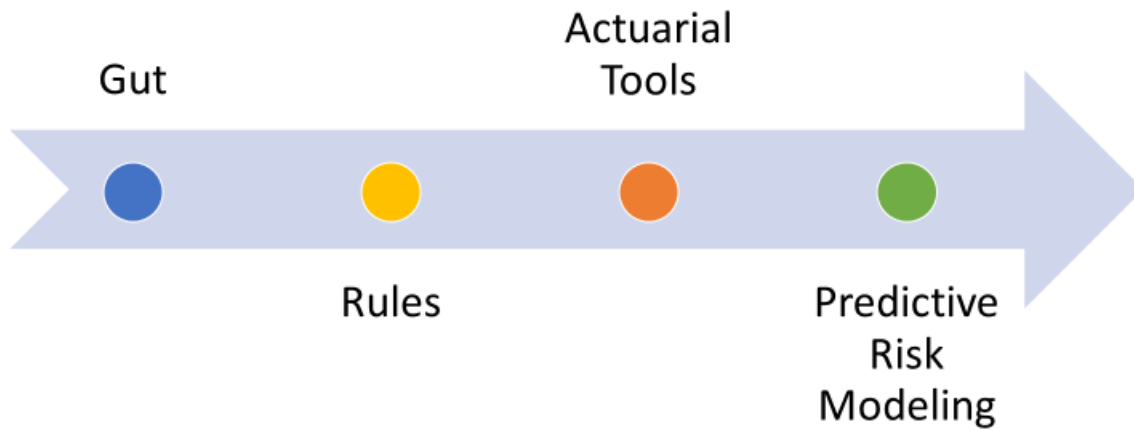 Gut
Rules
Actuarial
Tools
Predictive
Risk
Modeling